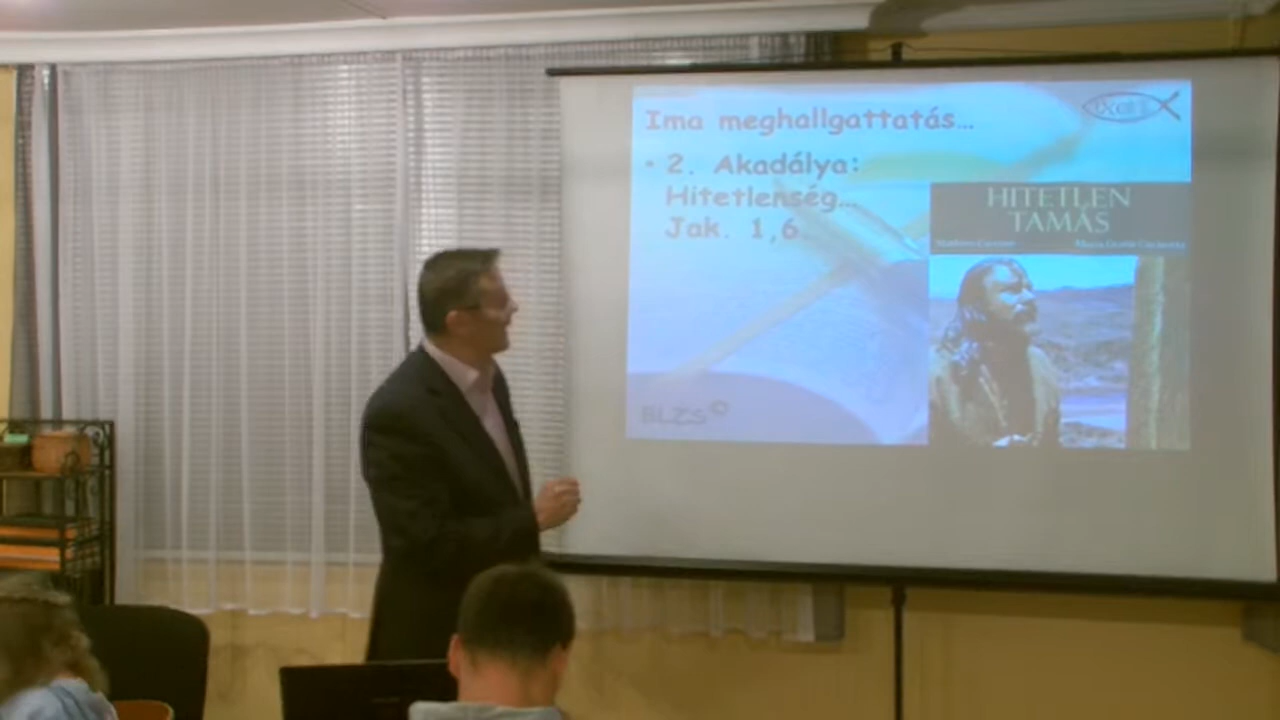 Ima meghallgattatás...
• 2. Akadálya:
Hitetlenség...
Jak. 1,6
HITETLEN
TAMÁS
BLZS©